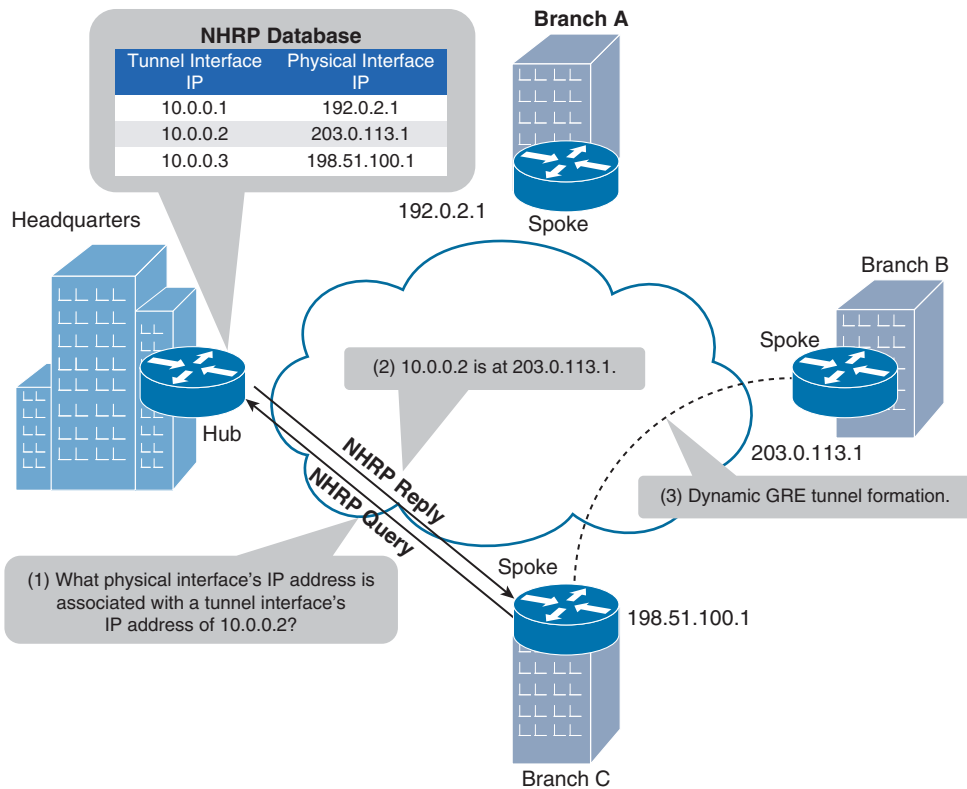 Branch A
NHRP Database
Tunnel Interface IP Physical Interface IP
10.0.0.1 192.0.2.1
10.0.0.2 203.0.113.1
10.0.0.3 198.51.100.1
192.0.2.1
Spoke
Headquarters
Branch B
Spoke
(2) 10.0.0.2 is at 203.0.113.1.
Hub
203.0.113.1
NHRP Reply
NHRP Query
(3) Dynamic GRE tunnel formation.
(1) What physical interface's IP address is
associated with a tunnel interface's
IP address of 10.0.0.2?
Spoke
198.51.100.1
Branch C